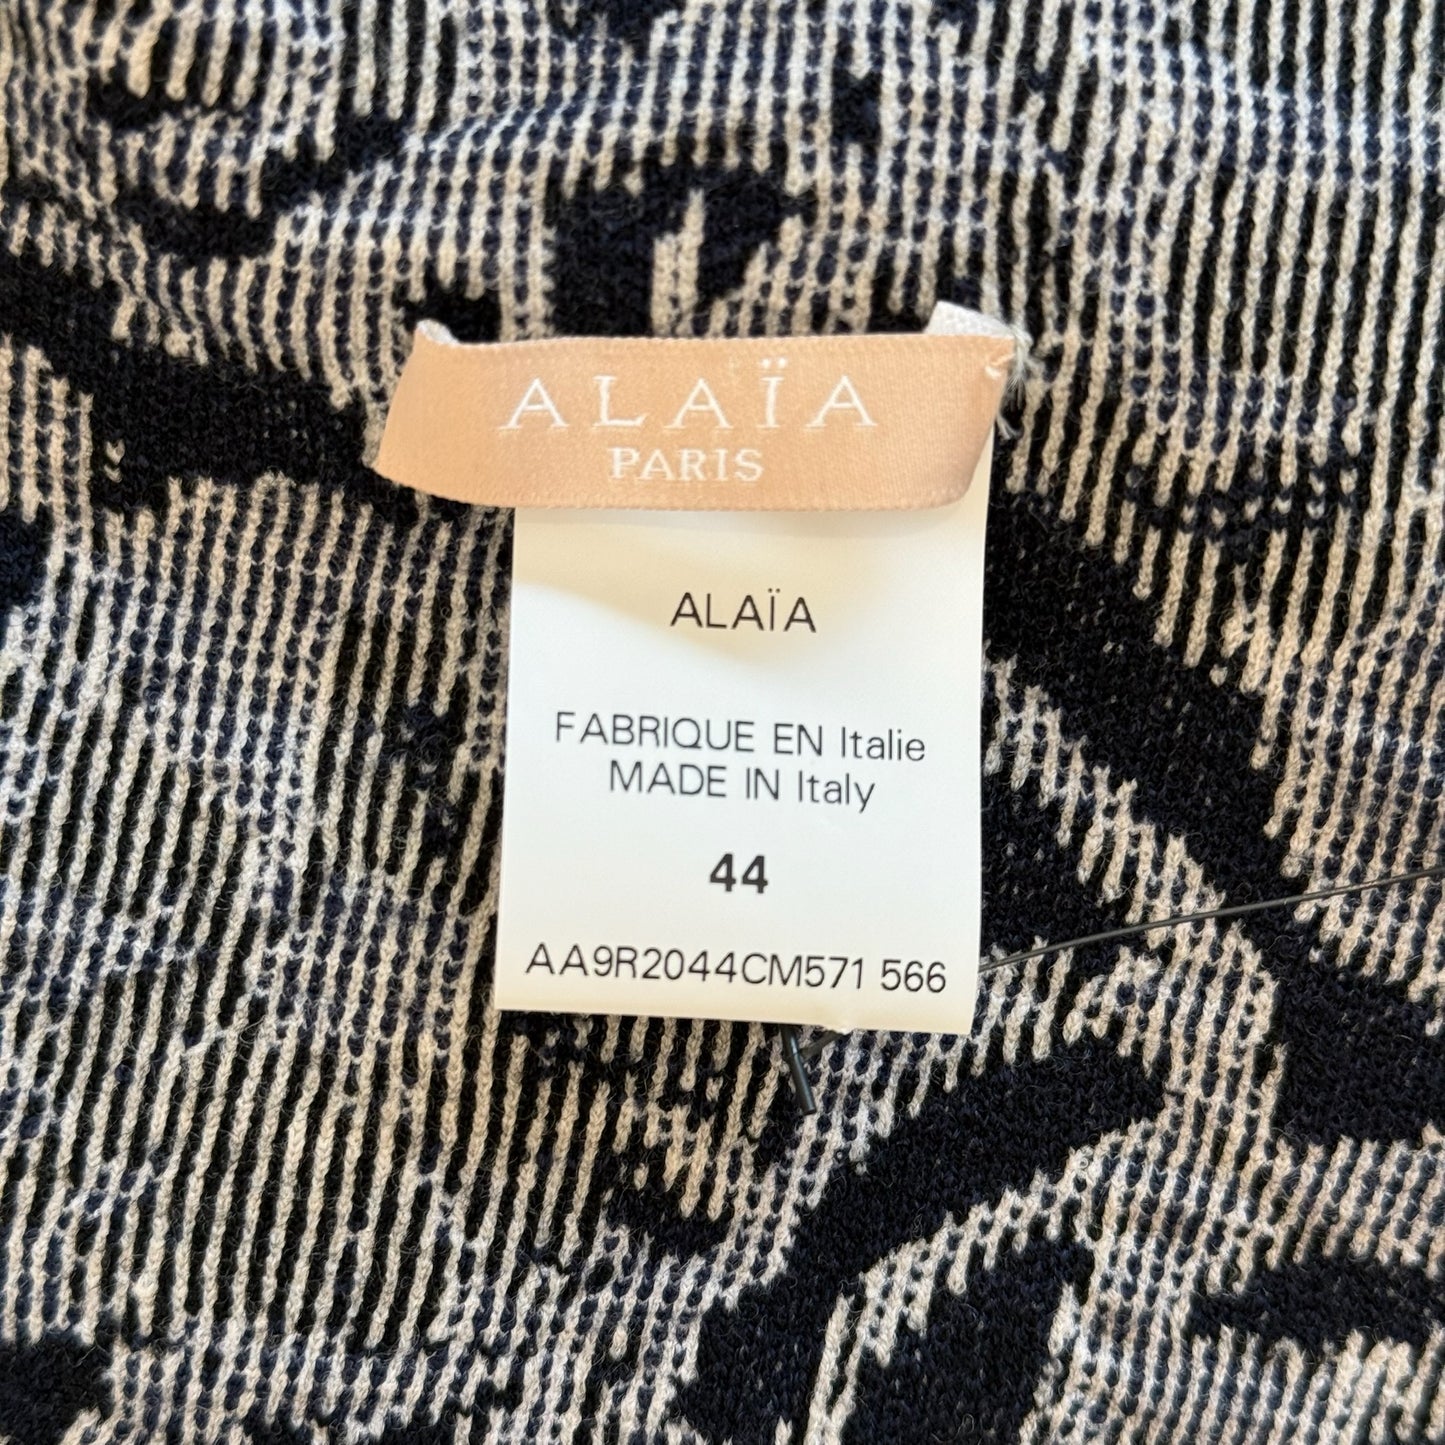 ALAÏA
PARIS
ALAÏA
FABRIQUE EN Italie
MADE IN Italy
44
AA9R2044CM571 566